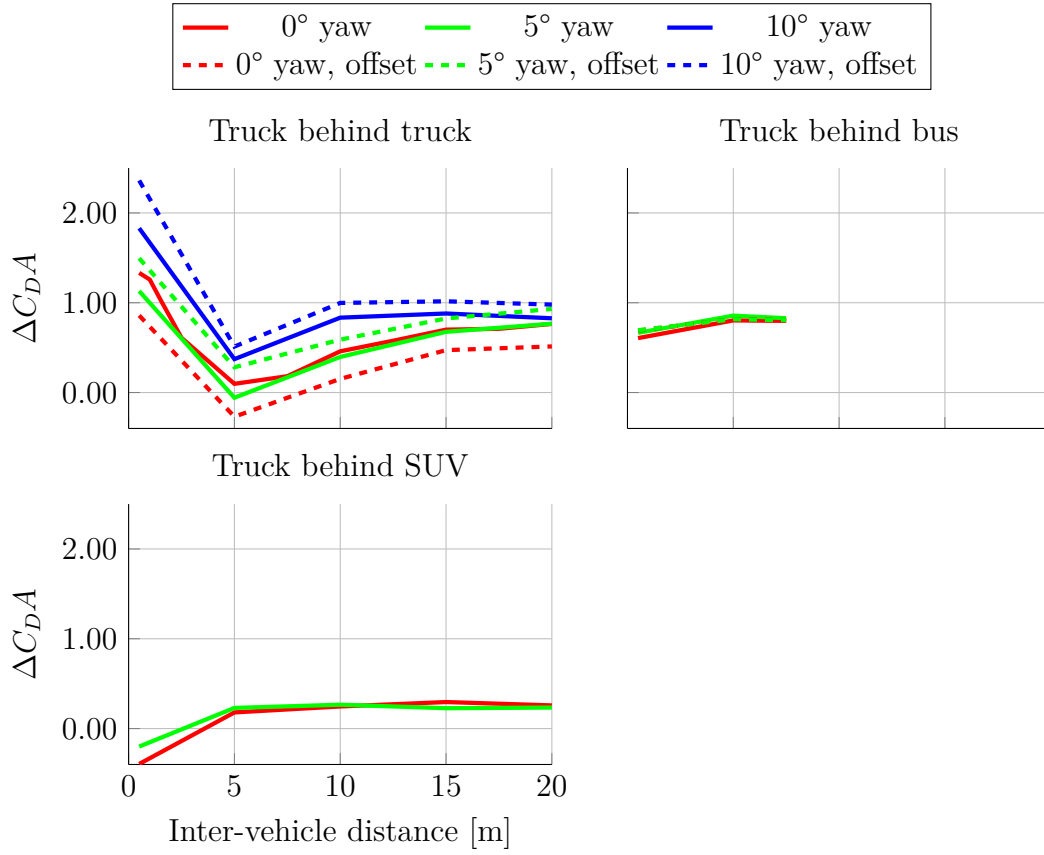 0° yaw 5° yaw 10° yaw
0° yaw, offset 5° yaw, offset 10° yaw, offset
Truck behind truck Truck behind bus
2.00
1.00
0.00
ΔC_DA
Truck behind SUV
2.00
1.00
0.00
ΔC_DA
0 5 10 15 20
Inter-vehicle distance [m]